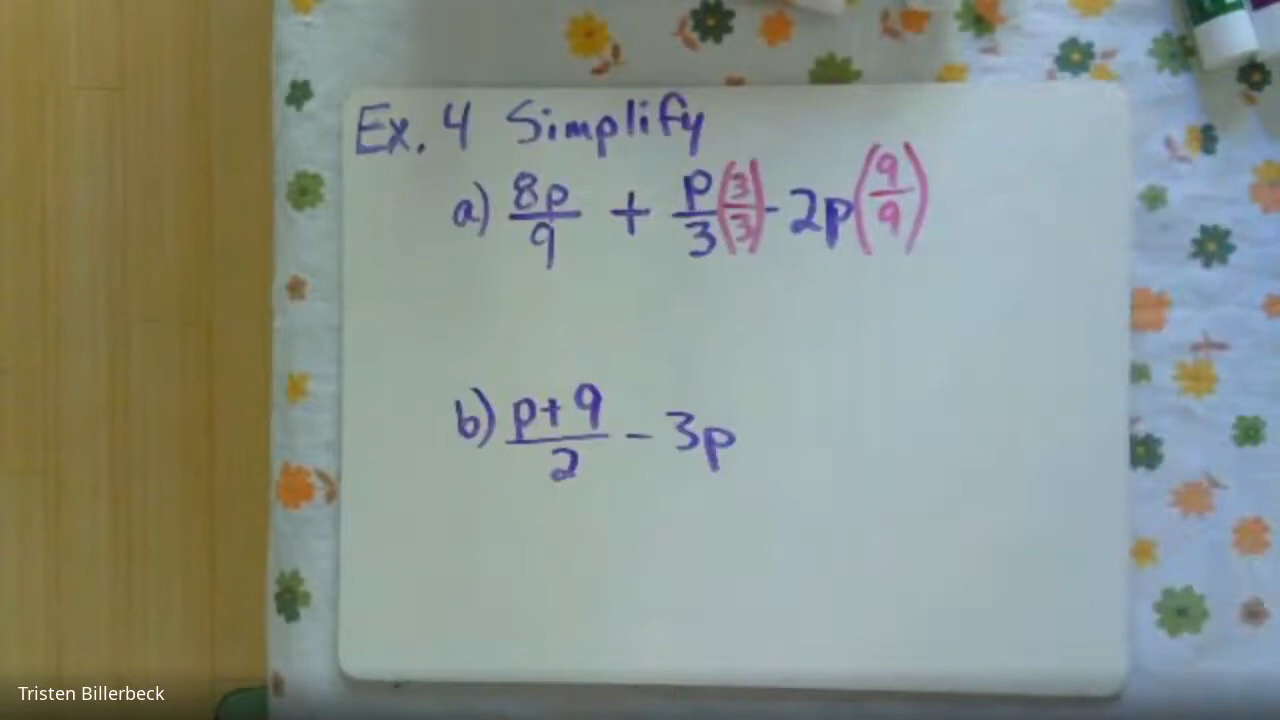 Ex. 4 Simplify
a) 8p/9 + p/3 (3/3) - 2p (9/9)
b) p+9/2 - 3p
Tristen Billerbeck